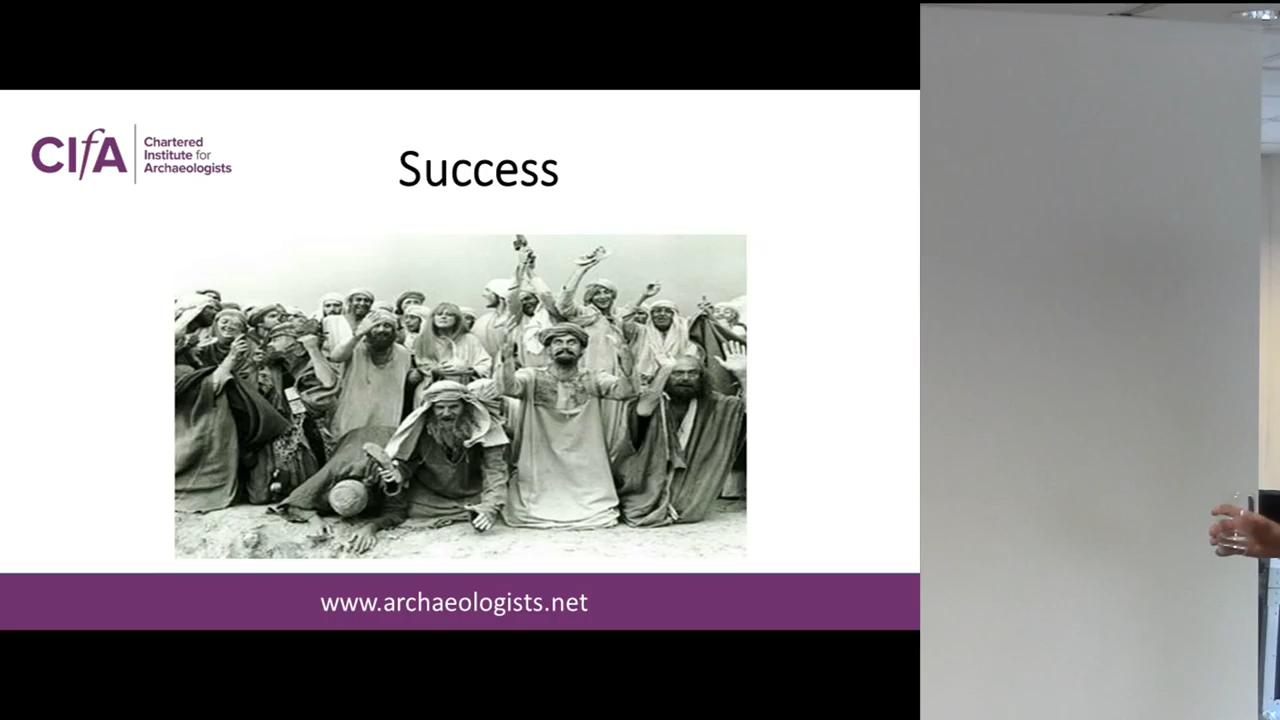 CIfA
Chartered
Institute for
Archaeologists
Success
www.archaeologists.net